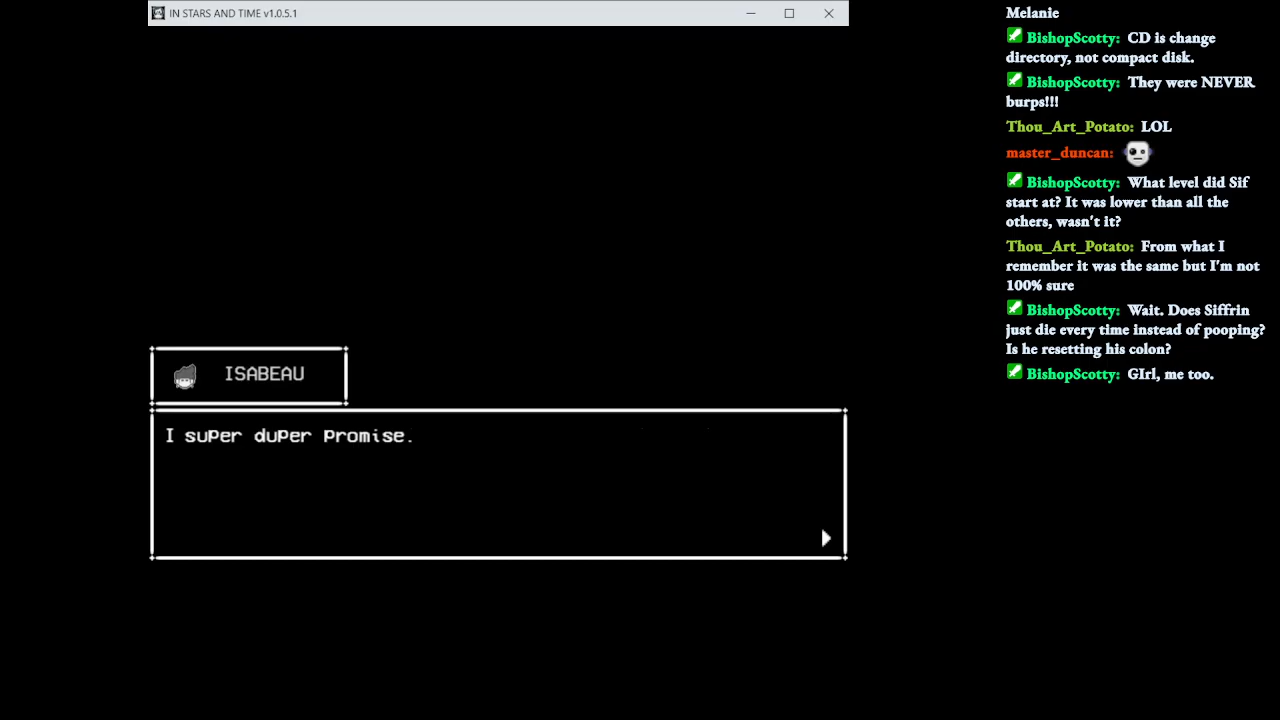 IN STARS AND TIME v1.0.5.1
ISABEAU
I super duper promise.
Melanie
BishopScotty: CD is change
directory, not compact disk.
BishopScotty: They were NEVER
burps!!!
Thou_Art_Potato: LOL
master_duncan:
BishopScotty: What level did Sif
start at? It was lower than all the
others, wasn't it?
Thou_Art_Potato: From what I
remember it was the same but I'm not
100% sure
BishopScotty: Wait. Does Siffrin
just die every time instead of pooping?
Is he resetting his colon?
BishopScotty: GIrl, me too.